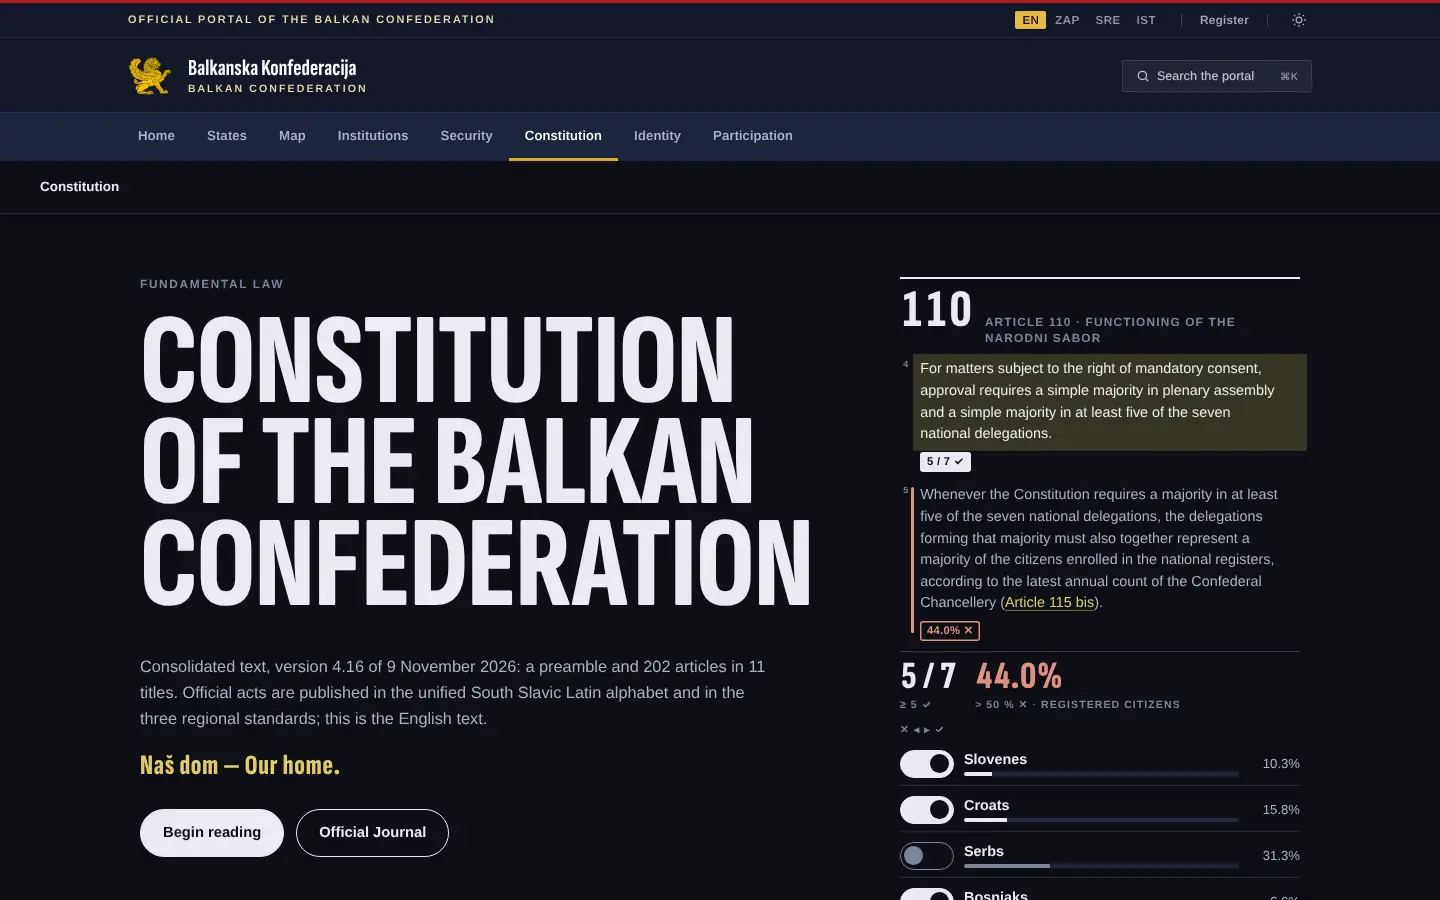 OFFICIAL PORTAL OF THE BALKAN CONFEDERATION
EN ZAP SRE IST Register
Balkanska Konfederacija
BALKAN CONFEDERATION
Search the portal ⌘K
Home States Map Institutions Security Constitution Identity Participation
Constitution
FUNDAMENTAL LAW
CONSTITUTION
OF THE BALKAN
CONFEDERATION
Consolidated text, version 4.16 of 9 November 2026: a preamble and 202 articles in 11
titles. Official acts are published in the unified South Slavic Latin alphabet and in the
three regional standards; this is the English text.
Naš dom — Our home.
Begin reading Official Journal
110 ARTICLE 110 · FUNCTIONING OF THE
NARODNI SABOR
4 For matters subject to the right of mandatory consent,
approval requires a simple majority in plenary assembly
and a simple majority in at least five of the seven
national delegations.
5 / 7 ✓
5 Whenever the Constitution requires a majority in at least
five of the seven national delegations, the delegations
forming that majority must also together represent a
majority of the citizens enrolled in the national registers,
according to the latest annual count of the Confederal
Chancellery (Article 115 bis).
44.0% ✕
5 / 7 44.0%
≥ 5 ✓ > 50 % ✕ · REGISTERED CITIZENS
✕ ◂ ▸ ✓
Slovenes 10.3%
Croats 15.8%
Serbs 31.3%
Bosniaks